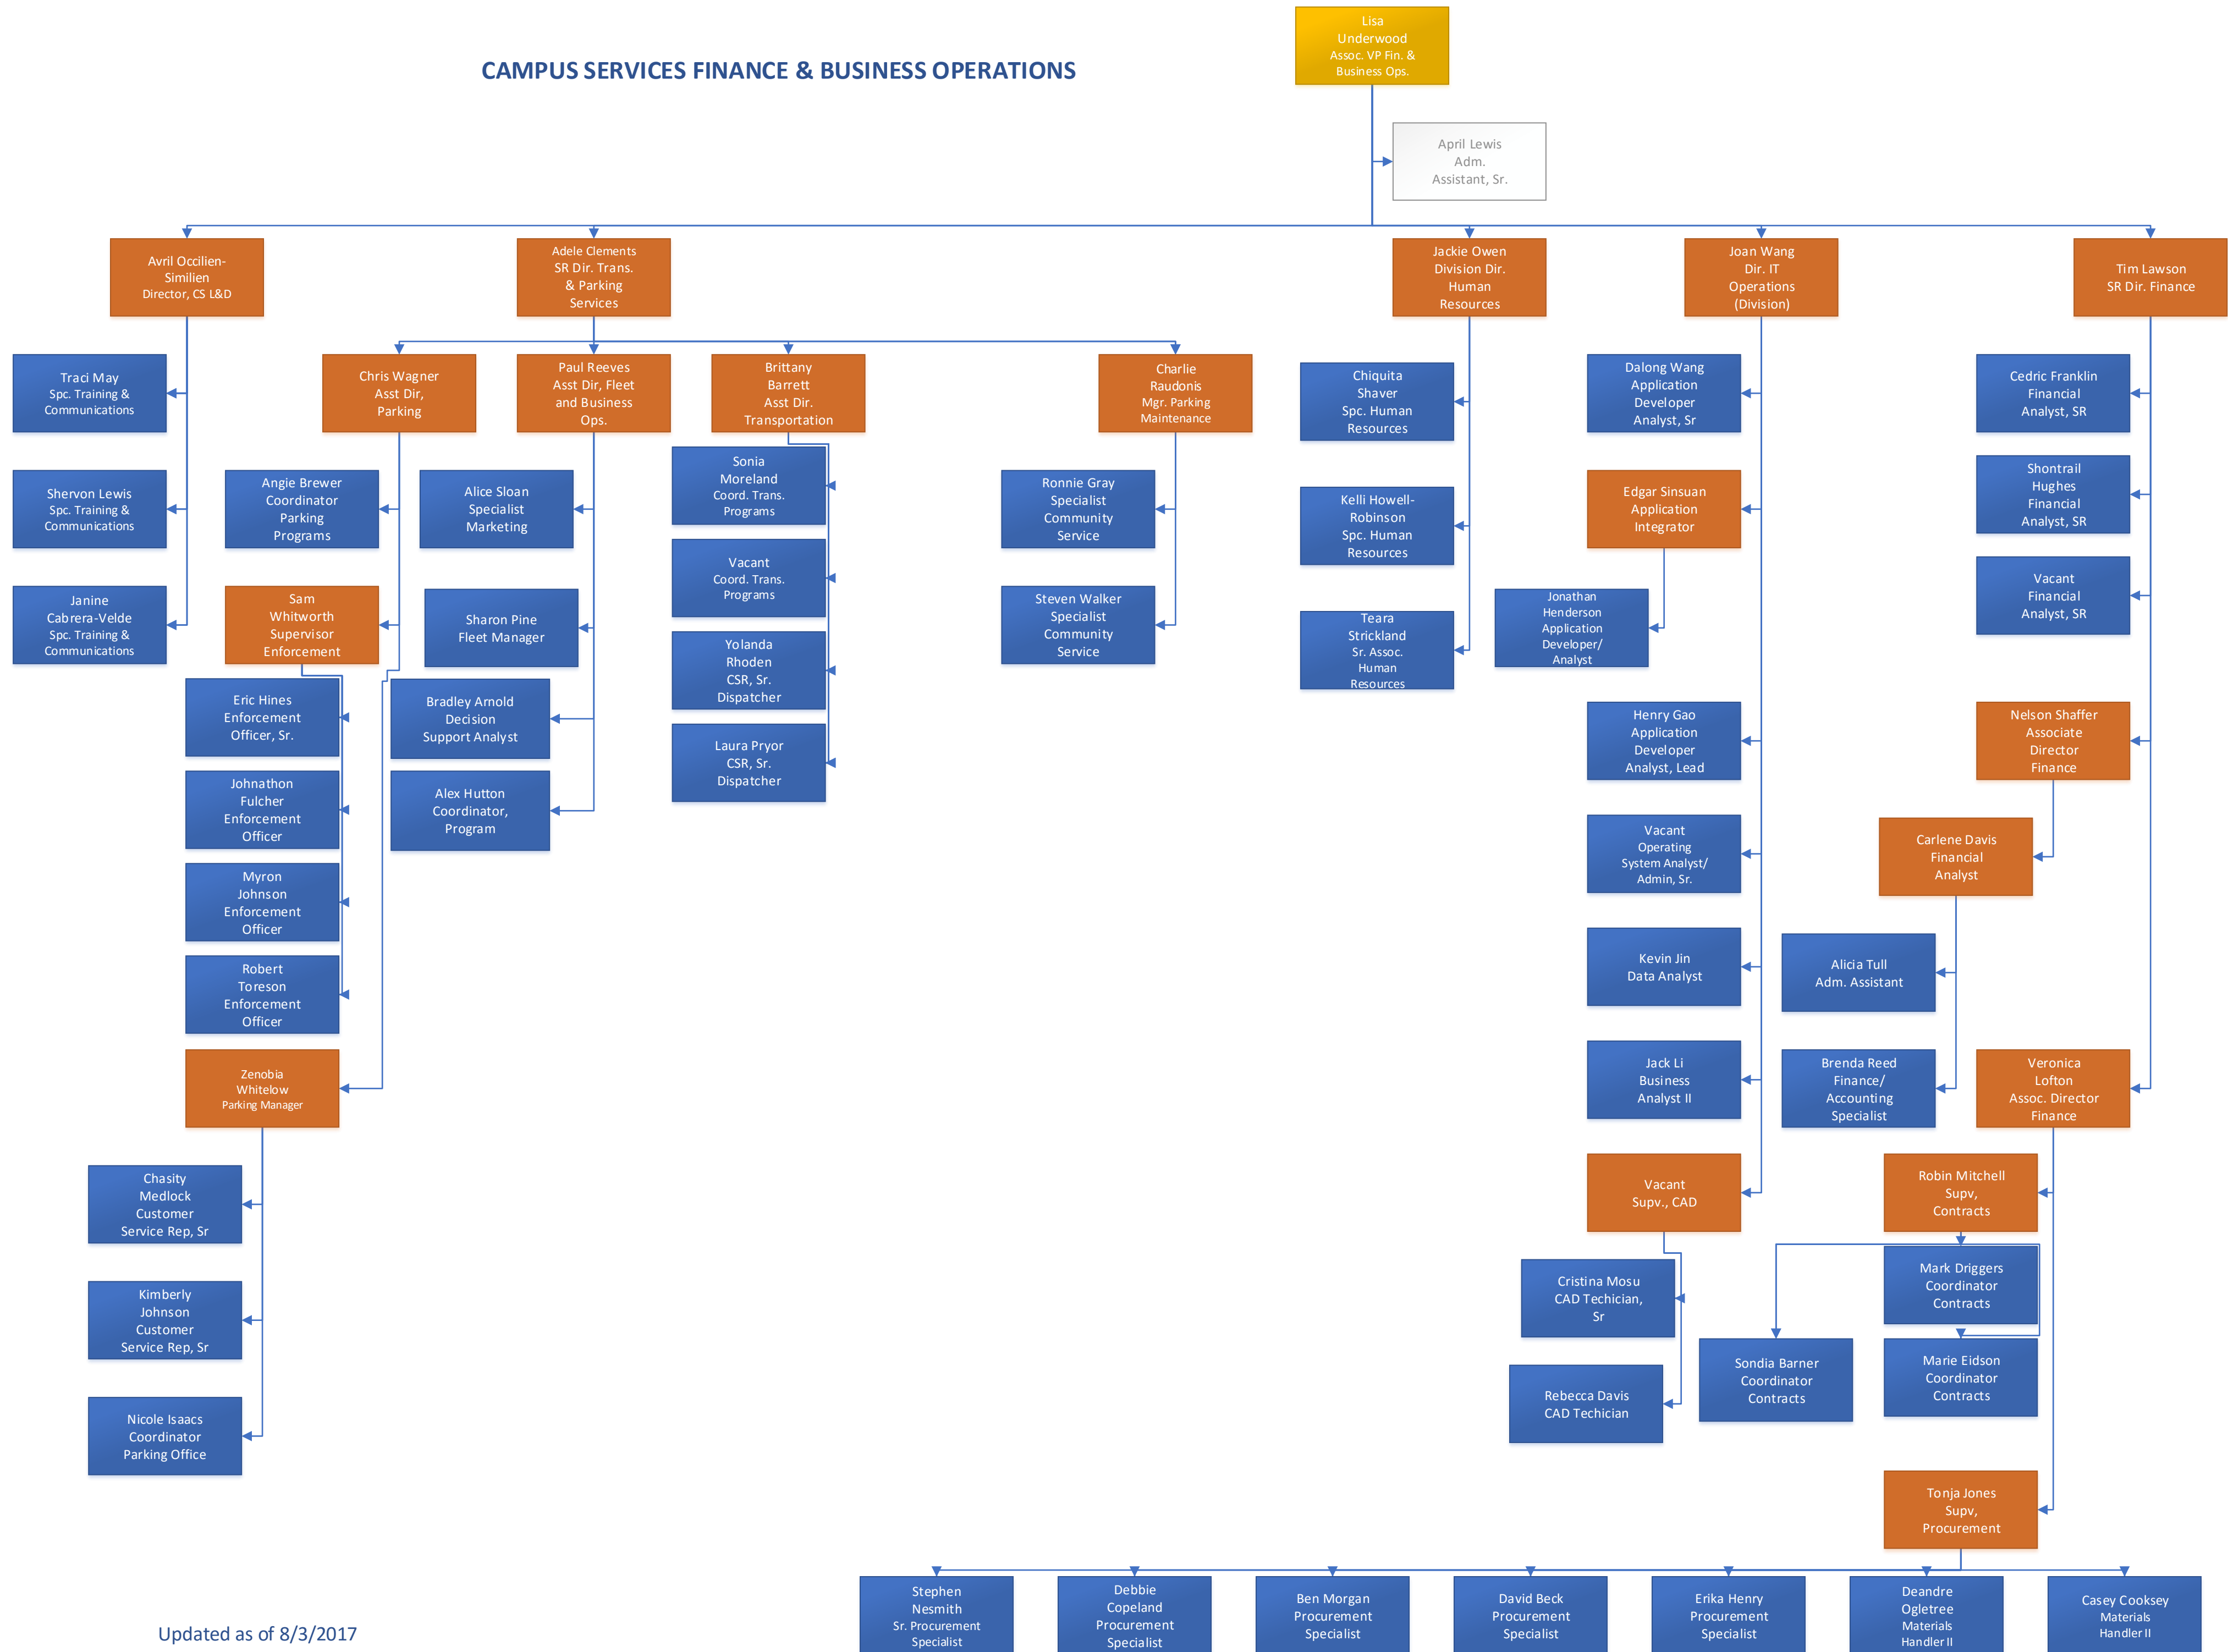 Lisa
Underwood
Assoc. VP Fin. &
Business Ops.
CAMPUS SERVICES FINANCE & BUSINESS OPERATIONS
April Lewis
Adm.
Assistant, Sr.
Avril Occilien-
Similien
Director, CS L&D
Adele Clements
SR Dir. Trans.
& Parking
Services
Jackie Owen
Division Dir.
Human
Resources
Joan Wang
Dir. IT
Operations
(Division)
Tim Lawson
SR Dir. Finance
Traci May
Spc. Training &
Communications
Shervon Lewis
Spc. Training &
Communications
Janine
Cabrera-Velde
Spc. Training &
Communications
Chris Wagner
Asst Dir,
Parking
Angie Brewer
Coordinator
Parking
Programs
Sam
Whitworth
Supervisor
Enforcement
Eric Hines
Enforcement
Officer, Sr.
Johnathon
Fulcher
Enforcement
Officer
Myron
Johnson
Enforcement
Officer
Robert
Toreson
Enforcement
Officer
Zenobia
Whitelow
Parking Manager
Chasity
Medlock
Customer
Service Rep, Sr
Kimberly
Johnson
Customer
Service Rep, Sr
Nicole Isaacs
Coordinator
Parking Office
Paul Reeves
Asst Dir, Fleet
and Business
Ops.
Alice Sloan
Specialist
Marketing
Sharon Pine
Fleet Manager
Bradley Arnold
Decision
Support Analyst
Alex Hutton
Coordinator,
Program
Brittany
Barrett
Asst Dir.
Transportation
Sonia
Moreland
Coord. Trans.
Programs
Vacant
Coord. Trans.
Programs
Yolanda
Rhoden
CSR, Sr.
Dispatcher
Laura Pryor
CSR, Sr.
Dispatcher
Charlie
Raudonis
Mgr. Parking
Maintenance
Ronnie Gray
Specialist
Community
Service
Steven Walker
Specialist
Community
Service
Chiquita
Shaver
Spc. Human
Resources
Kelli Howell-
Robinson
Spc. Human
Resources
Teara
Strickland
Sr. Assoc.
Human
Resources
Dalong Wang
Application
Developer
Analyst, Sr
Edgar Sinsuan
Application
Integrator
Jonathan
Henderson
Application
Developer/
Analyst
Henry Gao
Application
Developer
Analyst, Lead
Vacant
Operating
System Analyst/
Admin, Sr.
Kevin Jin
Data Analyst
Jack Li
Business
Analyst II
Vacant
Supv., CAD
Cristina Mosu
CAD Techician,
Sr
Rebecca Davis
CAD Techician
Cedric Franklin
Financial
Analyst, SR
Shontrail
Hughes
Financial
Analyst, SR
Vacant
Financial
Analyst, SR
Nelson Shaffer
Associate
Director
Finance
Carlene Davis
Financial
Analyst
Alicia Tull
Adm. Assistant
Brenda Reed
Finance/
Accounting
Specialist
Veronica
Lofton
Assoc. Director
Finance
Robin Mitchell
Supv,
Contracts
Mark Driggers
Coordinator
Contracts
Sondia Barner
Coordinator
Contracts
Marie Eidson
Coordinator
Contracts
Tonja Jones
Supv,
Procurement
Stephen
Nesmith
Sr. Procurement
Specialist
Debbie
Copeland
Procurement
Specialist
Ben Morgan
Procurement
Specialist
David Beck
Procurement
Specialist
Erika Henry
Procurement
Specialist
Deandre
Ogletree
Materials
Handler II
Casey Cooksey
Materials
Handler II
Updated as of 8/3/2017